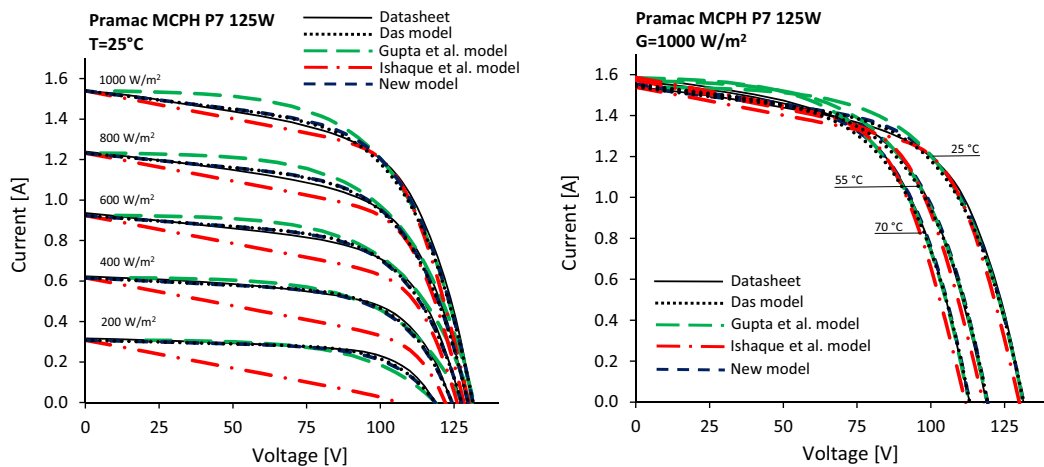 Pramac MCPH P7 125W
T=25°C
Datasheet
Das model
Gupta et al. model
Ishaque et al. model
New model
Current [A]
1.6
1.4
1.2
1.0
0.8
0.6
0.4
0.2
0.0
1000 W/m²
800 W/m²
600 W/m²
400 W/m²
200 W/m²
0 25 50 75 100 125
Voltage [V]
Pramac MCPH P7 125W
G=1000 W/m²
Current [A]
1.6
1.4
1.2
1.0
0.8
0.6
0.4
0.2
0.0
25 °C
55 °C
70 °C
Datasheet
Das model
Gupta et al. model
Ishaque et al. model
New model
0 25 50 75 100 125
Voltage [V]